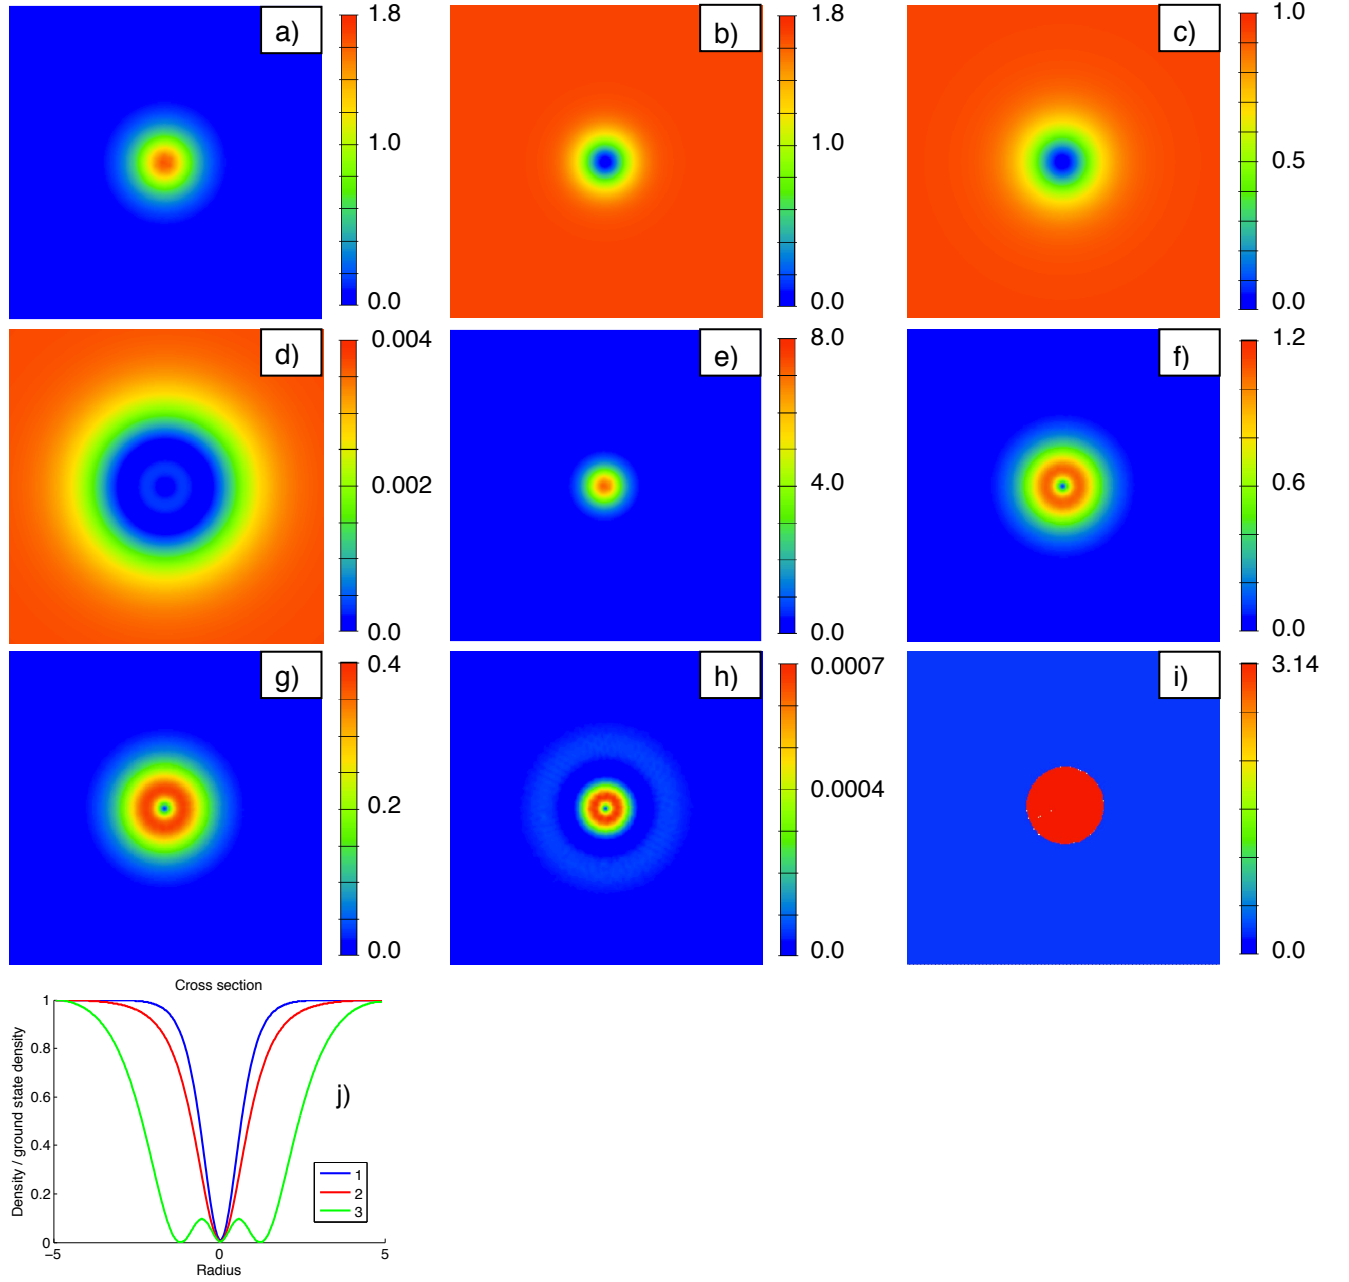 a)
1.8
1.0
0.0
b)
1.8
1.0
0.0
c)
1.0
0.5
0.0
d)
0.004
0.002
0.0
e)
8.0
4.0
0.0
f)
1.2
0.6
0.0
g)
0.4
0.2
0.0
h)
0.0007
0.0004
0.0
i)
3.14
0.0
Cross section
Density / ground state density
1
0.8
0.6
0.4
0.2
0
j)
1
2
3
−5
0
5
Radius